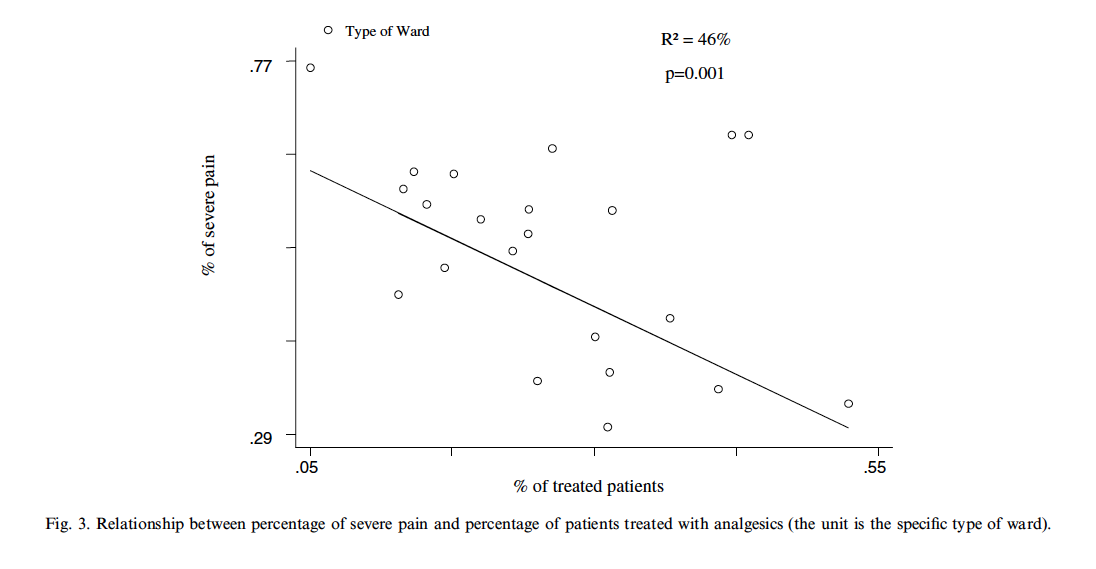 Type of Ward
R² = 46%
p=0.001
.77
% of severe pain
.29
.05
.55
% of treated patients
Fig. 3. Relationship between percentage of severe pain and percentage of patients treated with analgesics (the unit is the specific type of ward).